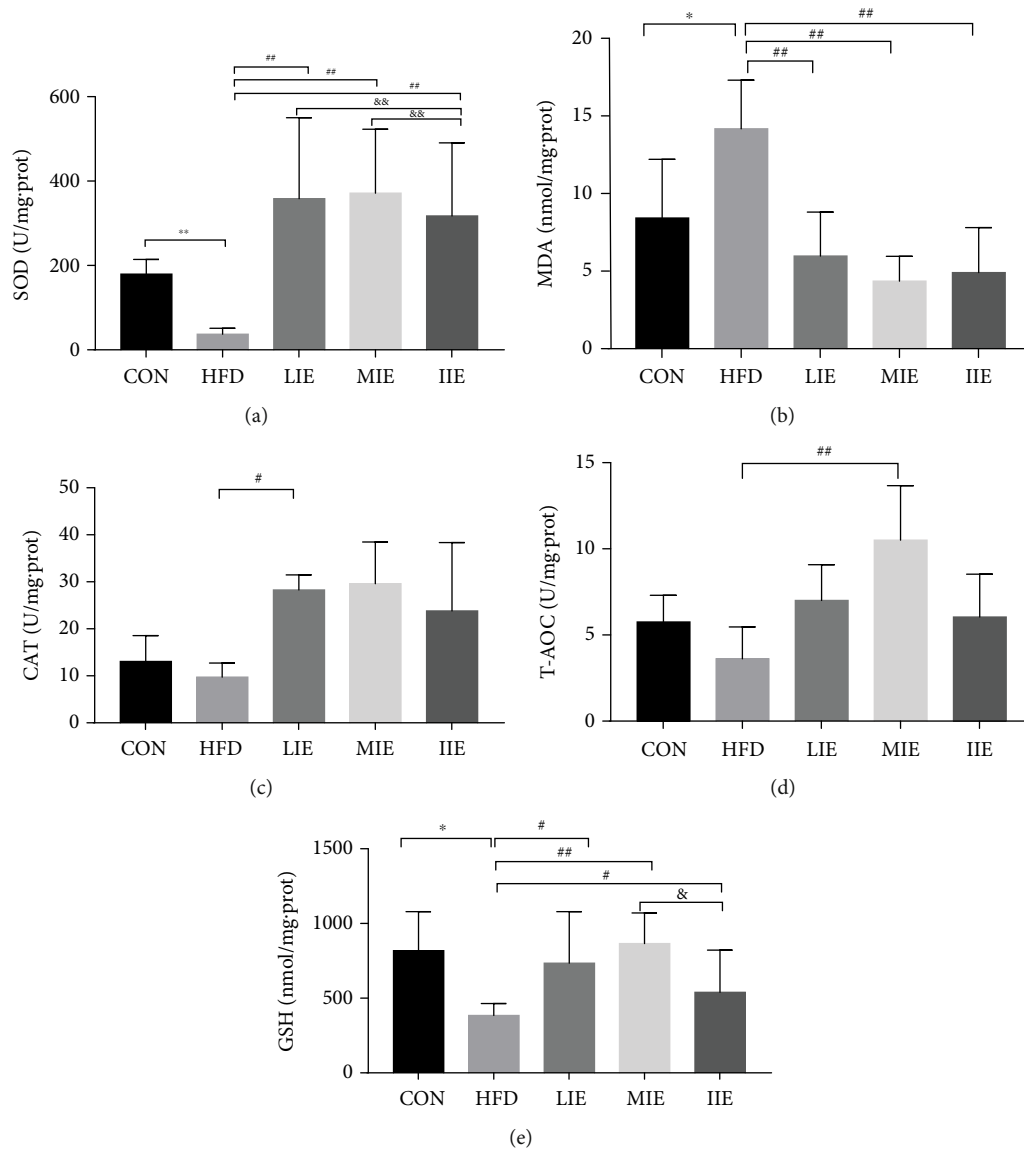 ##
##
##
&&
&&
**
600
400
200
0
SOD (U/mg·prot)
CON HFD LIE MIE IIE
(a)
*
##
##
##
20
15
10
5
0
MDA (nmol/mg·prot)
CON HFD LIE MIE IIE
(b)
#
50
40
30
20
10
0
CAT (U/mg·prot)
CON HFD LIE MIE IIE
(c)
##
15
10
5
0
T-AOC (U/mg·prot)
CON HFD LIE MIE IIE
(d)
*
#
##
#
&
1500
1000
500
0
GSH (nmol/mg·prot)
CON HFD LIE MIE IIE
(e)